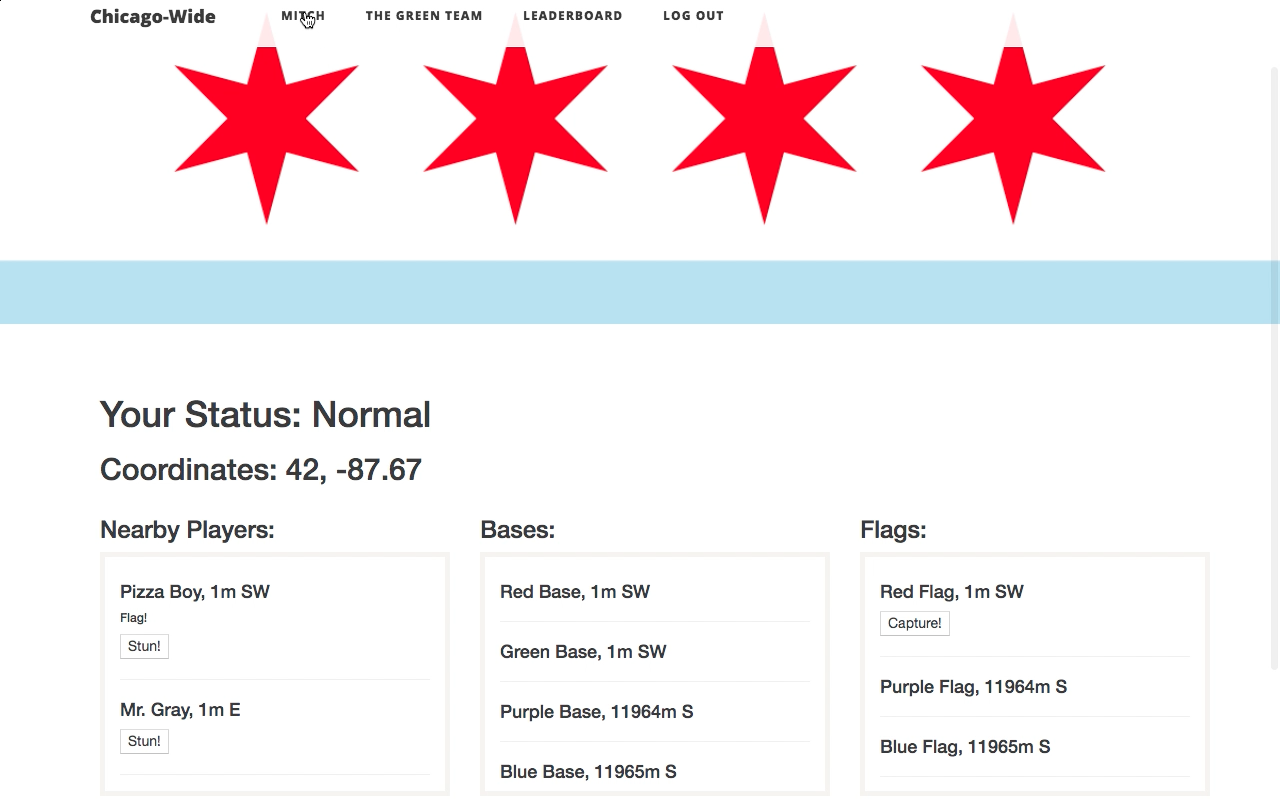 Chicago-Wide MITCH THE GREEN TEAM LEADERBOARD LOG OUT
Your Status: Normal
Coordinates: 42, -87.67
Nearby Players:
Pizza Boy, 1m SW
Flag!
Stun!
Mr. Gray, 1m E
Stun!
Bases:
Red Base, 1m SW
Green Base, 1m SW
Purple Base, 11964m S
Blue Base, 11965m S
Flags:
Red Flag, 1m SW
Capture!
Purple Flag, 11964m S
Blue Flag, 11965m S